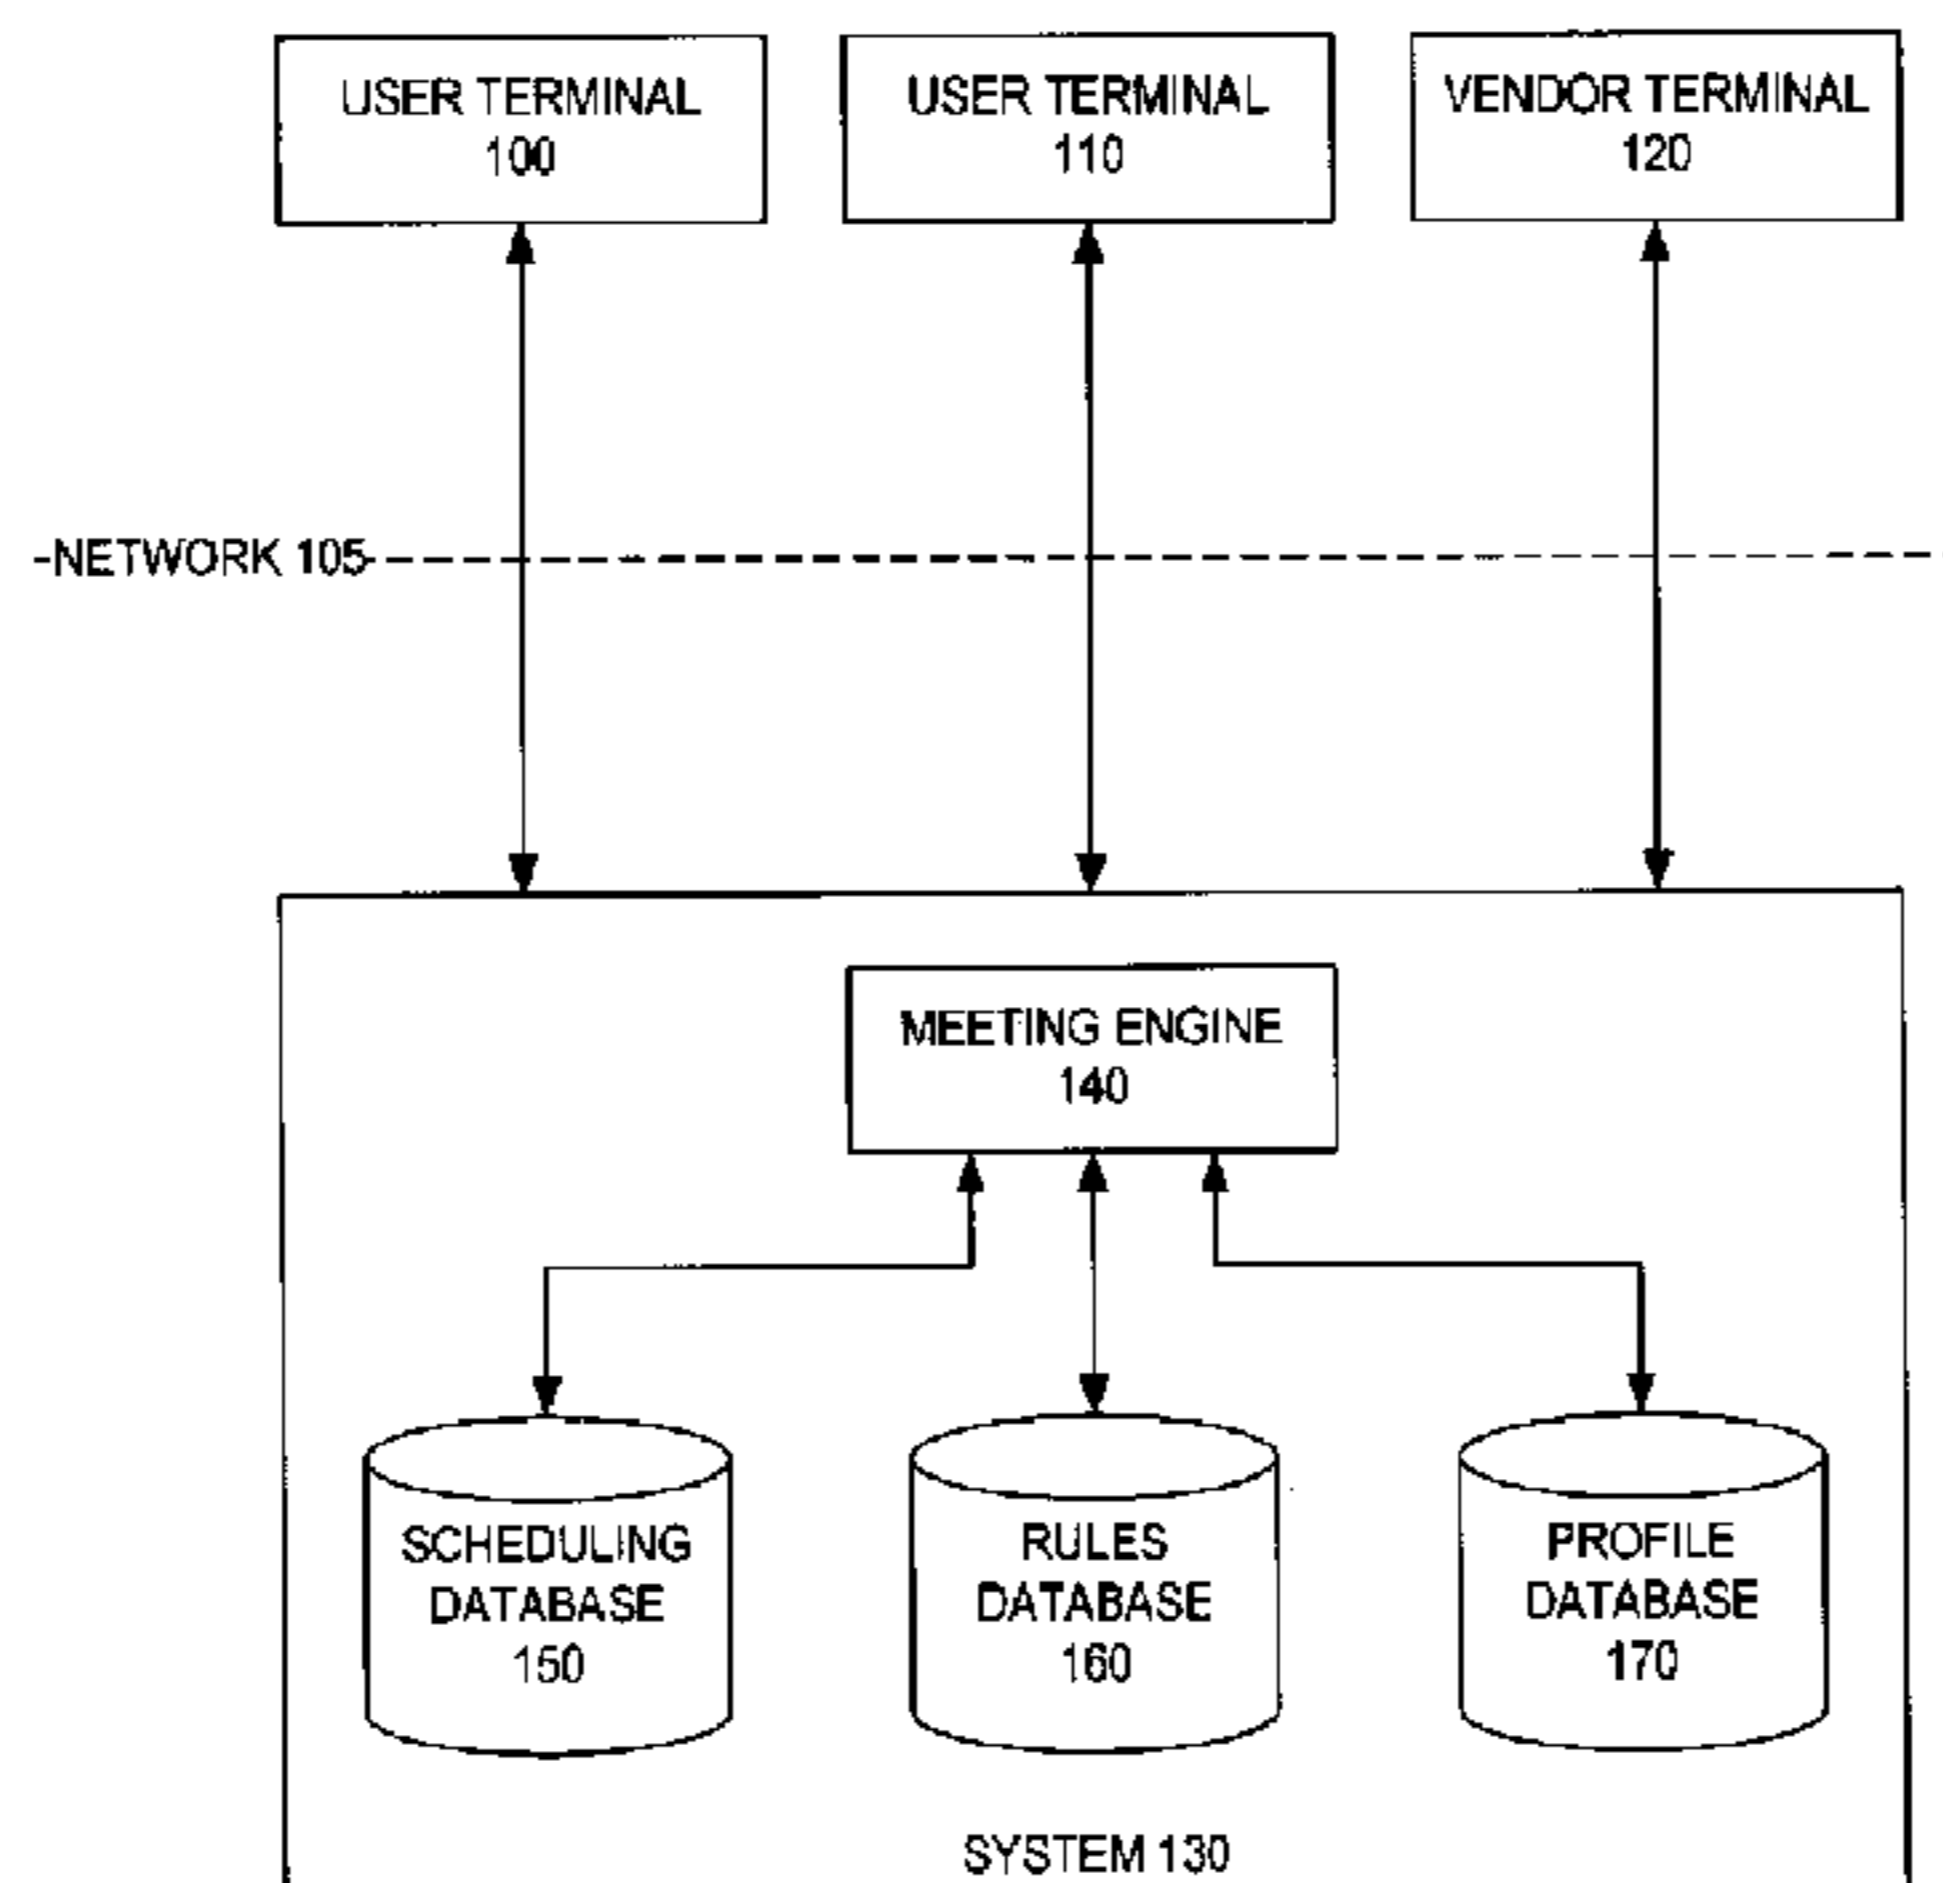 USER TERMINAL
100
USER TERMINAL
110
VENDOR TERMINAL
120
NETWORK 105
MEETING ENGINE
140
SCHEDULING
DATABASE
150
RULES
DATABASE
160
PROFILE
DATABASE
170
SYSTEM 130